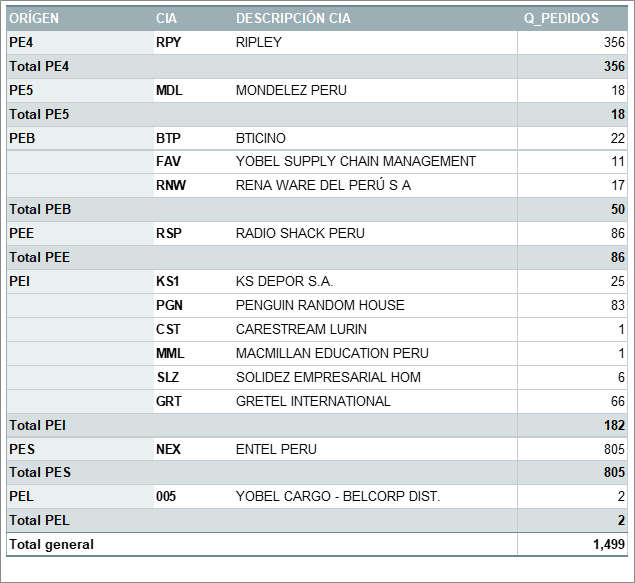 ORÍGEN CIA DESCRIPCIÓN CIA Q_PEDIDOS
PE4 RPY RIPLEY 356
Total PE4 356
PE5 MDL MONDELEZ PERU 18
Total PE5 18
PEB BTP BTICINO 22
FAV YOBEL SUPPLY CHAIN MANAGEMENT 11
RNW RENA WARE DEL PERÚ S A 17
Total PEB 50
PEE RSP RADIO SHACK PERU 86
Total PEE 86
PEI KS1 KS DEPOR S.A. 25
PGN PENGUIN RANDOM HOUSE 83
CST CARESTREAM LURIN 1
MML MACMILLAN EDUCATION PERU 1
SLZ SOLIDEZ EMPRESARIAL HOM 6
GRT GRETEL INTERNATIONAL 66
Total PEI 182
PES NEX ENTEL PERU 805
Total PES 805
PEL 005 YOBEL CARGO - BELCORP DIST. 2
Total PEL 2
Total general 1,499